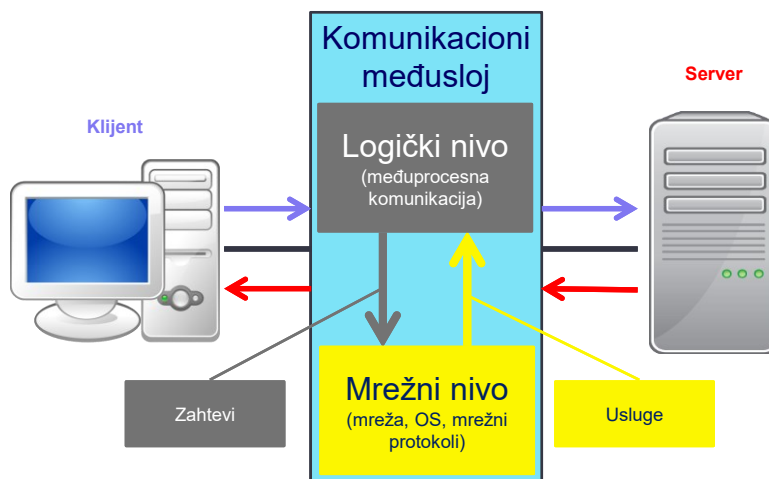 Komunikacioni
međusloj
Server
Klijent
Logički nivo
(međuprocesna
komunikacija)
Mrežni nivo
(mreža, OS, mrežni
protokoli)
Zahtevi
Usluge